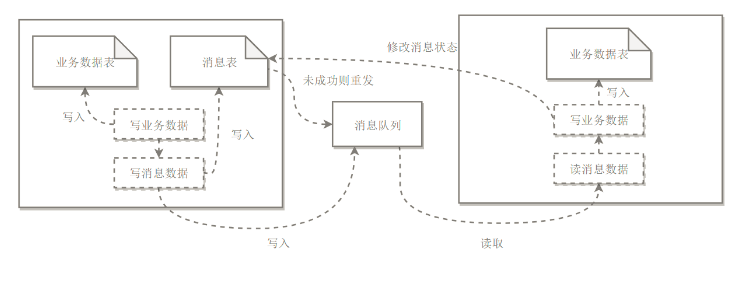 修改消息状态
业务数据表
消息表
业务数据表
未成功则重发
写入
写业务数据
写入
消息队列
写入
写业务数据
写消息数据
读消息数据
写入
读取